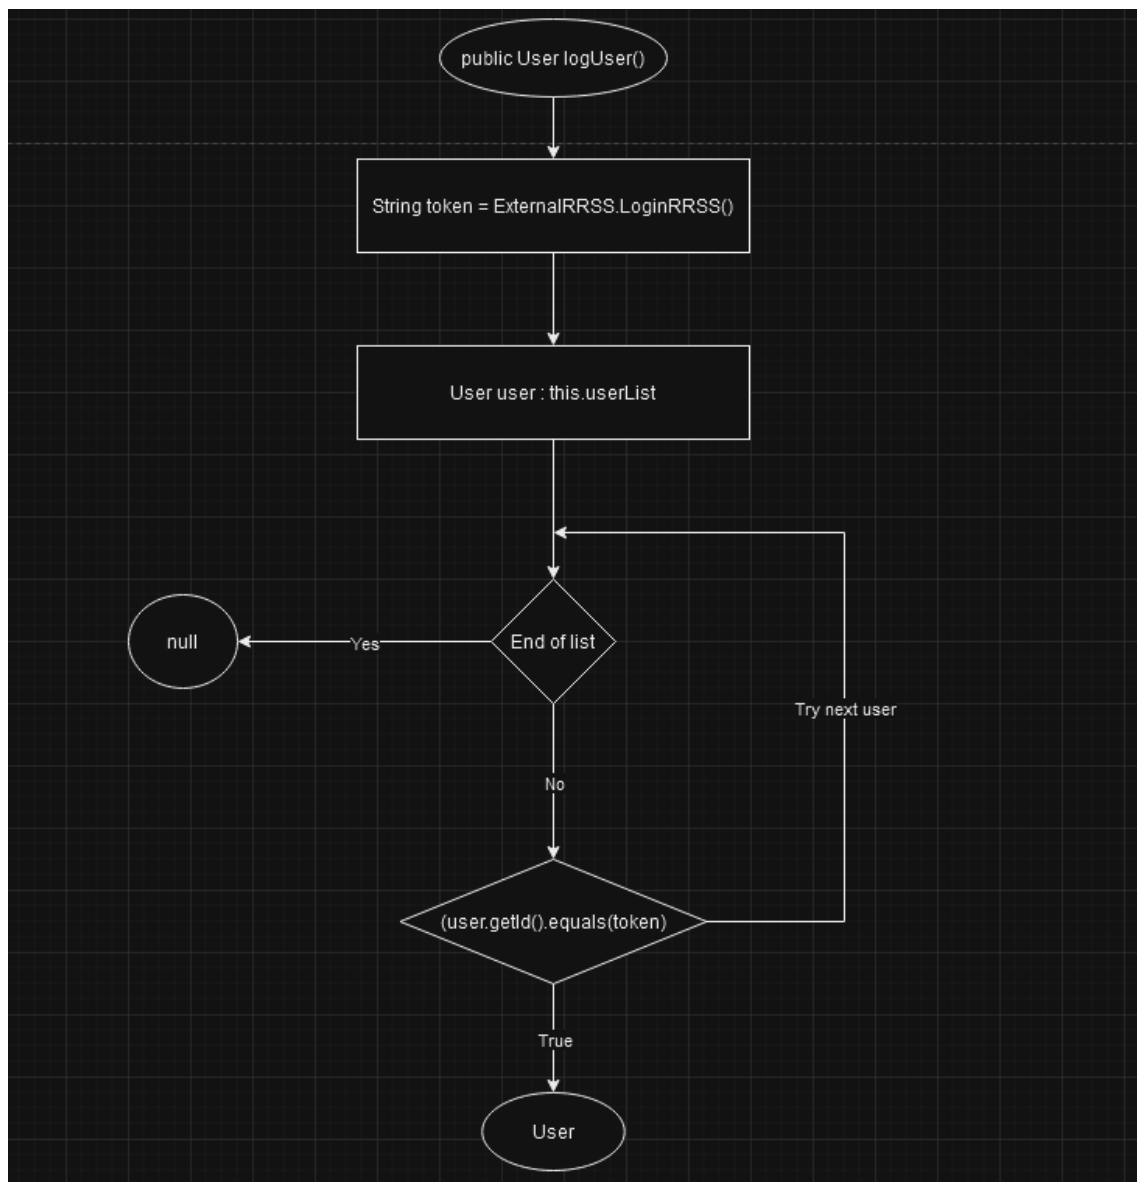 public User logUser()
String token = ExternalRRSS.LoginRRSS()
User user : this.userList
End of list
Yes
null
No
Try next user
(user.getId().equals(token)
True
User